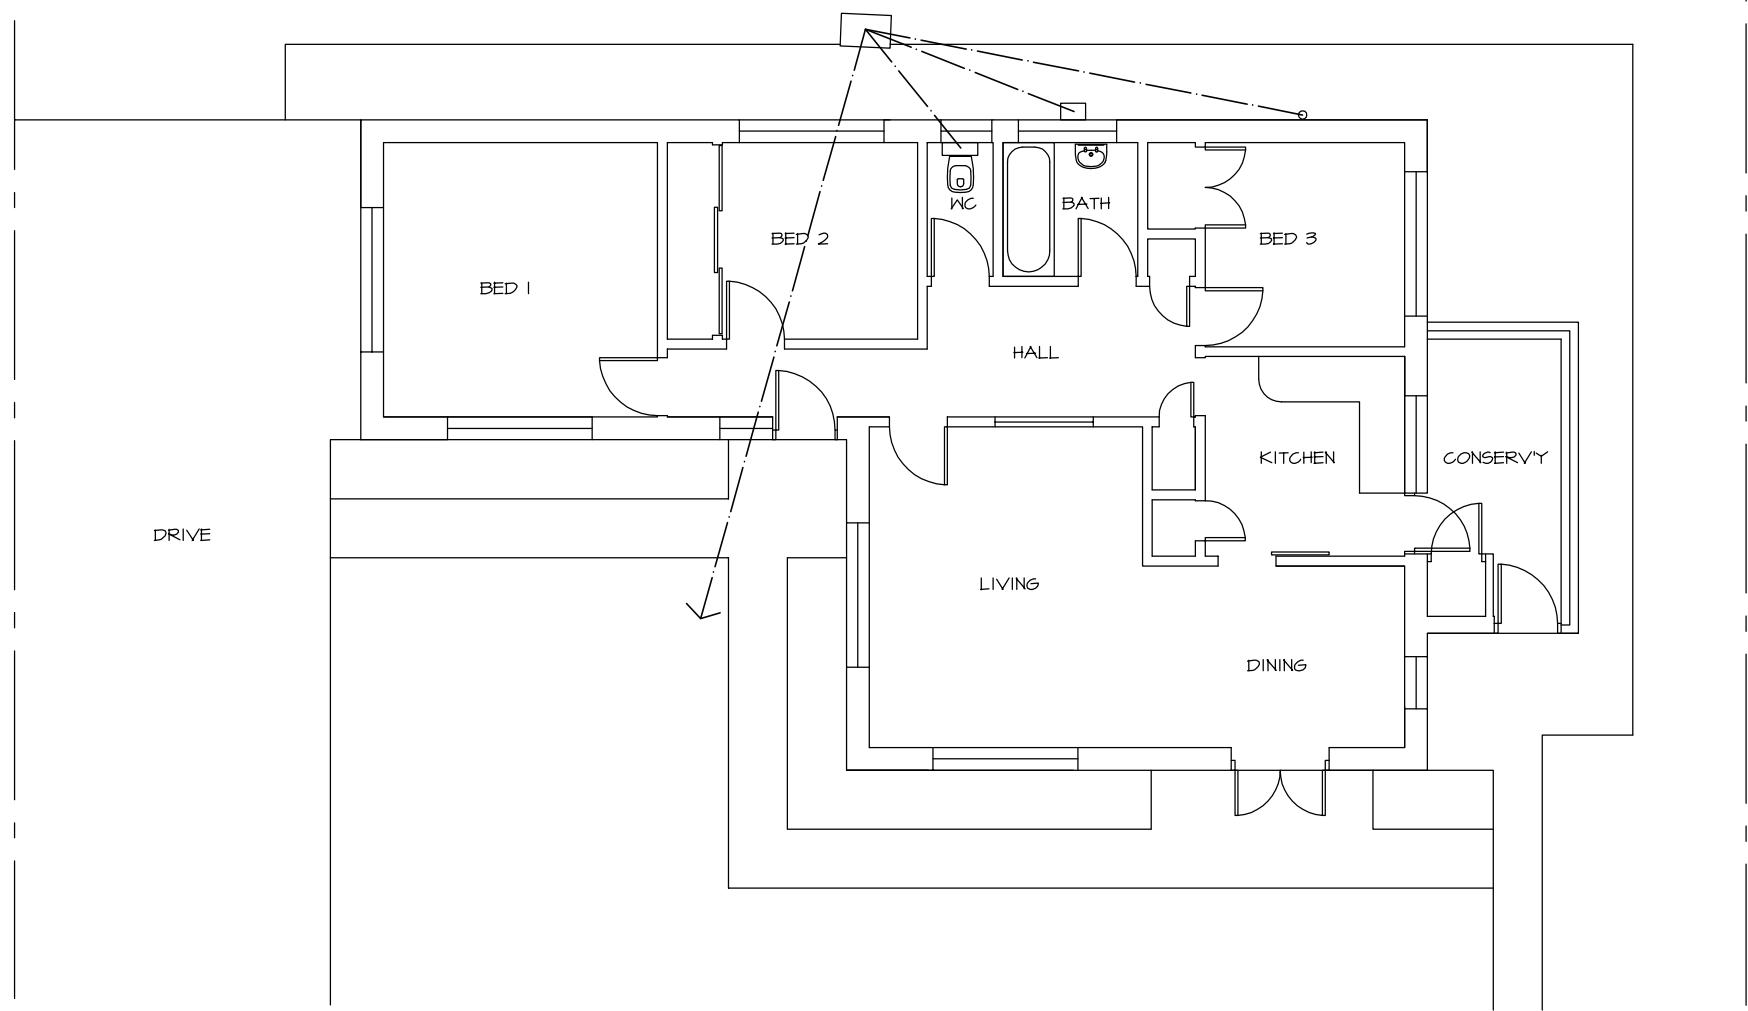 WC
BATH
BED 2
BED 3
BED 1
HALL
KITCHEN
CONSERV'Y
DRIVE
LIVING
DINING